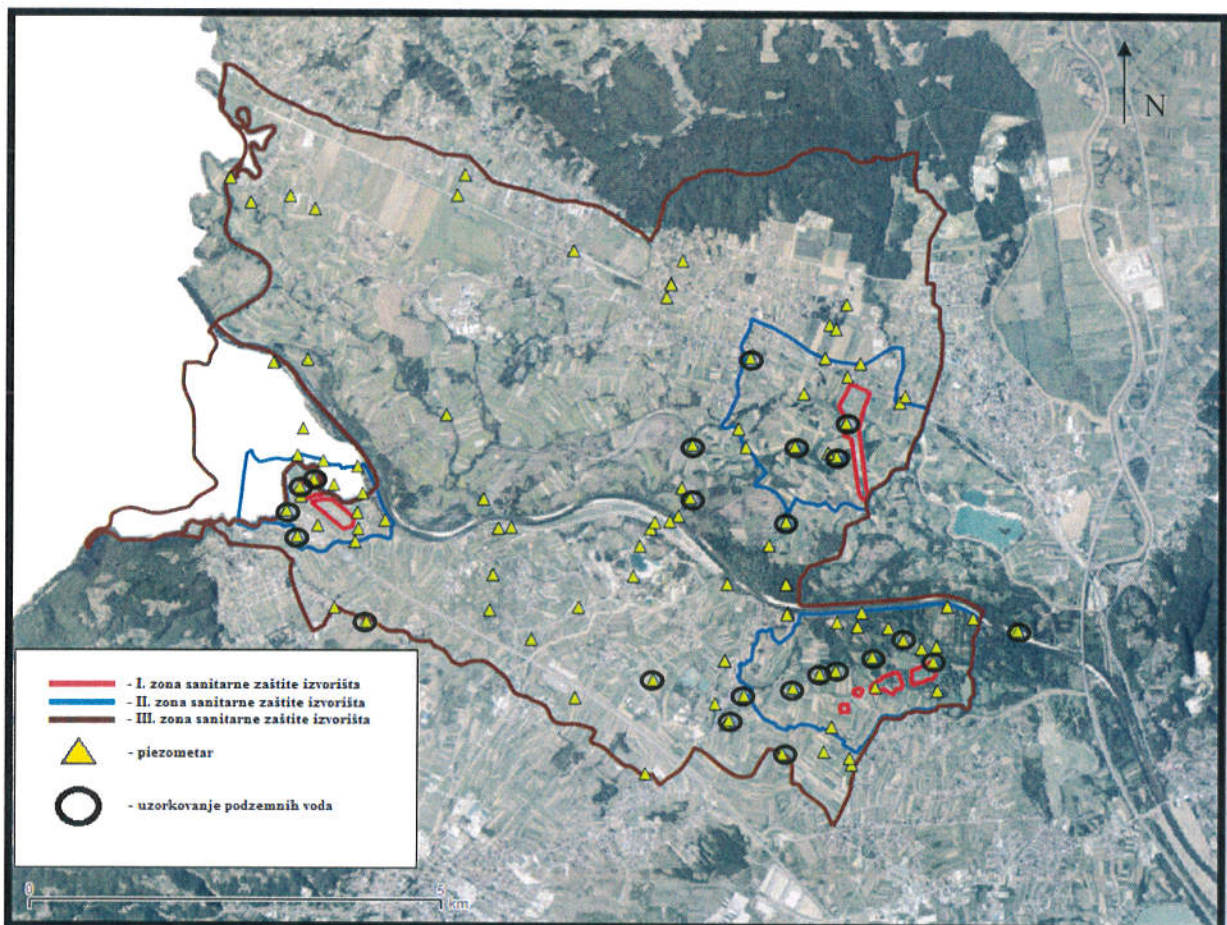 N
- I. zona sanitarne zaštite izvorišta
- II. zona sanitarne zaštite izvorišta
- III. zona sanitarne zaštite izvorišta
- piezometar
- uzorkovanje podzemnih voda
0 5
km